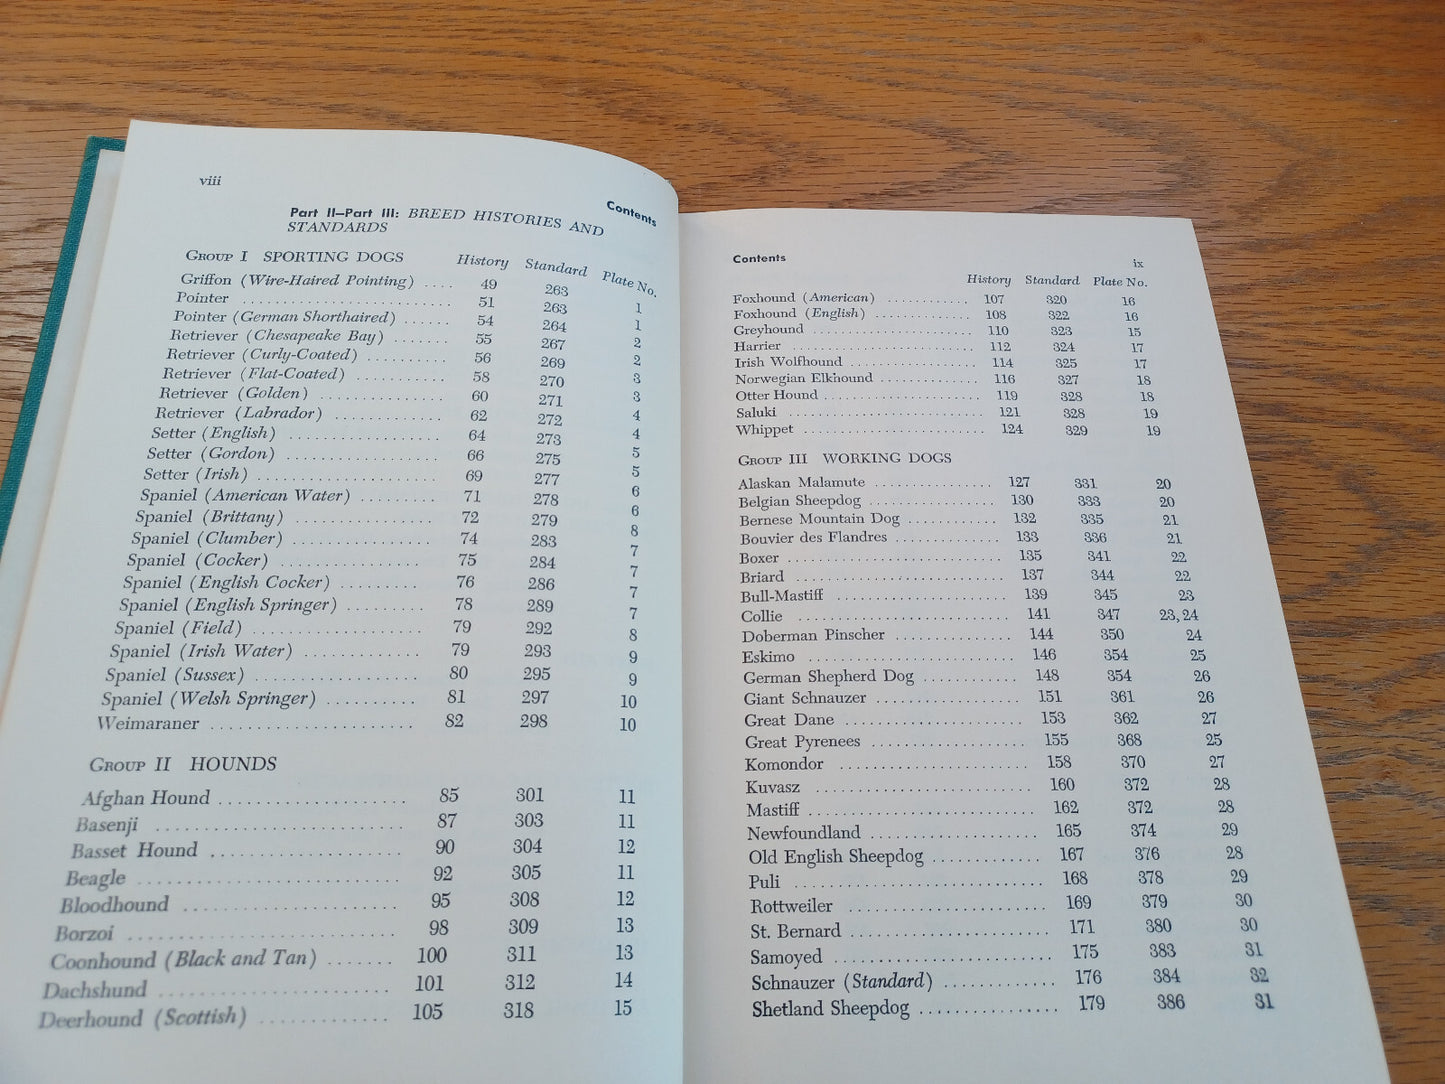 viii
Contents
Part II–Part III: BREED HISTORIES AND
STANDARDS
GROUP I SPORTING DOGS History Standard Plate No.
Griffon (Wire-Haired Pointing) .... 49 263 1
Pointer .................... 51 263 1
Pointer (German Shorthaired) ...... 54 264 2
Retriever (Chesapeake Bay) ....... 55 267 2
Retriever (Curly-Coated) .......... 56 269 3
Retriever (Flat-Coated) ........... 58 270 3
Retriever (Golden) ............... 60 271 4
Retriever (Labrador) ............. 62 272 4
Setter (English) .................. 64 273 5
Setter (Gordon) .................. 66 275 5
Setter (Irish) .................... 69 277 6
Spaniel (American Water) ......... 71 278 6
Spaniel (Brittany) ............... 72 279 8
Spaniel (Clumber) ................ 74 283 7
Spaniel (Cocker) ................. 75 284 7
Spaniel (English Cocker) .......... 76 286 7
Spaniel (English Springer) ......... 78 289 7
Spaniel (Field) ................... 79 292 8
Spaniel (Irish Water) ............. 79 293 9
Spaniel (Sussex) .................. 80 295 9
Spaniel (Welsh Springer) .......... 81 297 10
Weimaraner ...................... 82 298 10
GROUP II HOUNDS
Afghan Hound .................... 85 301 11
Basenji .......................... 87 303 11
Basset Hound .................... 90 304 12
Beagle ........................... 92 305 11
Bloodhound ...................... 95 308 12
Borzoi ........................... 98 309 13
Coonhound (Black and Tan) ....... 100 311 13
Dachshund ....................... 101 312 14
Deerhound (Scottish) ............. 105 318 15
Contents
ix
History Standard Plate No.
Foxhound (American) ............ 107 320 16
Foxhound (English) .............. 108 322 16
Greyhound ...................... 110 323 15
Harrier .......................... 112 324 17
Irish Wolfhound .................. 114 325 17
Norwegian Elkhound .............. 116 327 18
Otter Hound ...................... 119 328 18
Saluki ........................... 121 328 19
Whippet ......................... 124 329 19
GROUP III WORKING DOGS
Alaskan Malamute ................ 127 331 20
Belgian Sheepdog ................. 130 333 20
Bernese Mountain Dog ............ 132 335 21
Bouvier des Flandres .............. 133 336 21
Boxer ............................ 135 341 22
Briard ........................... 137 344 22
Bull-Mastiff ...................... 139 345 23
Collie ........................... 141 347 23, 24
Doberman Pinscher ............... 144 350 24
Eskimo .......................... 146 354 25
German Shepherd Dog ............ 148 354 26
Giant Schnauzer .................. 151 361 26
Great Dane ...................... 153 362 27
Great Pyrenees ................... 155 368 25
Komondor ....................... 158 370 27
Kuvasz .......................... 160 372 28
Mastiff ........................... 162 372 28
Newfoundland .................... 165 374 29
Old English Sheepdog ............. 167 376 28
Puli ............................. 168 378 29
Rottweiler ........................ 169 379 30
St. Bernard ....................... 171 380 30
Samoyed ......................... 175 383 31
Schnauzer (Standard) ............. 176 384 32
Shetland Sheepdog ................ 179 386 31